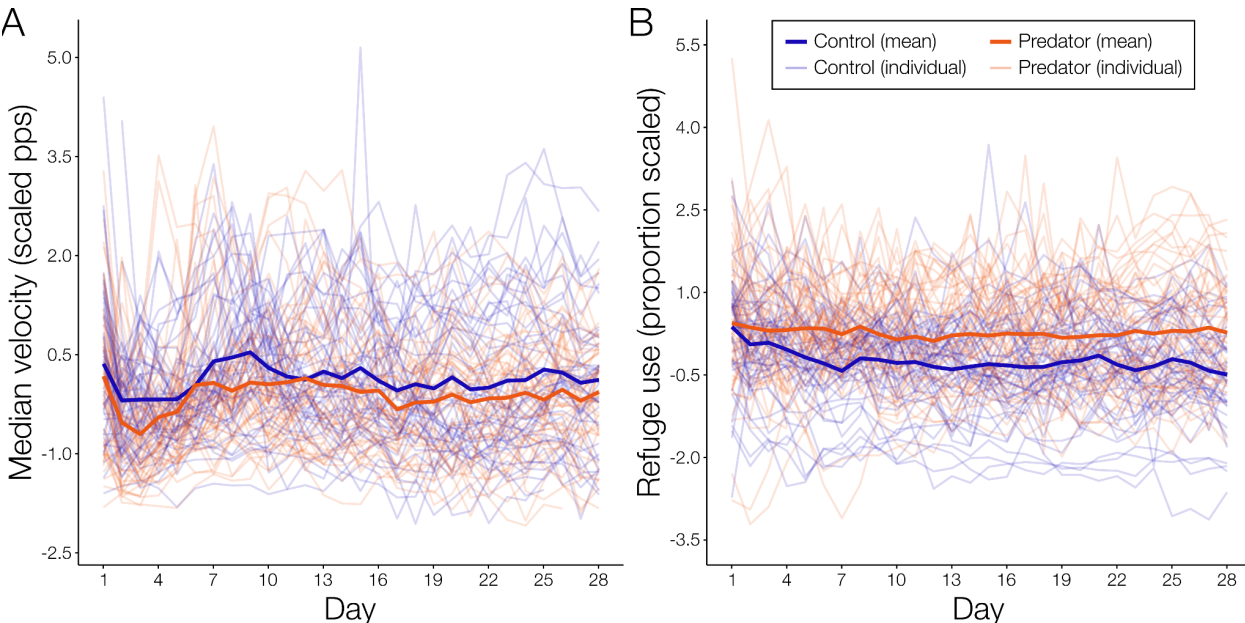 A
Median velocity (scaled pps)
5.0
3.5
2.0
0.5
-1.0
-2.5
1 4 7 10 13 16 19 22 25 28
Day
B
Control (mean) Predator (mean)
Control (individual) Predator (individual)
Refuge use (proportion scaled)
5.5
4.0
2.5
1.0
-0.5
-2.0
-3.5
1 4 7 10 13 16 19 22 25 28
Day